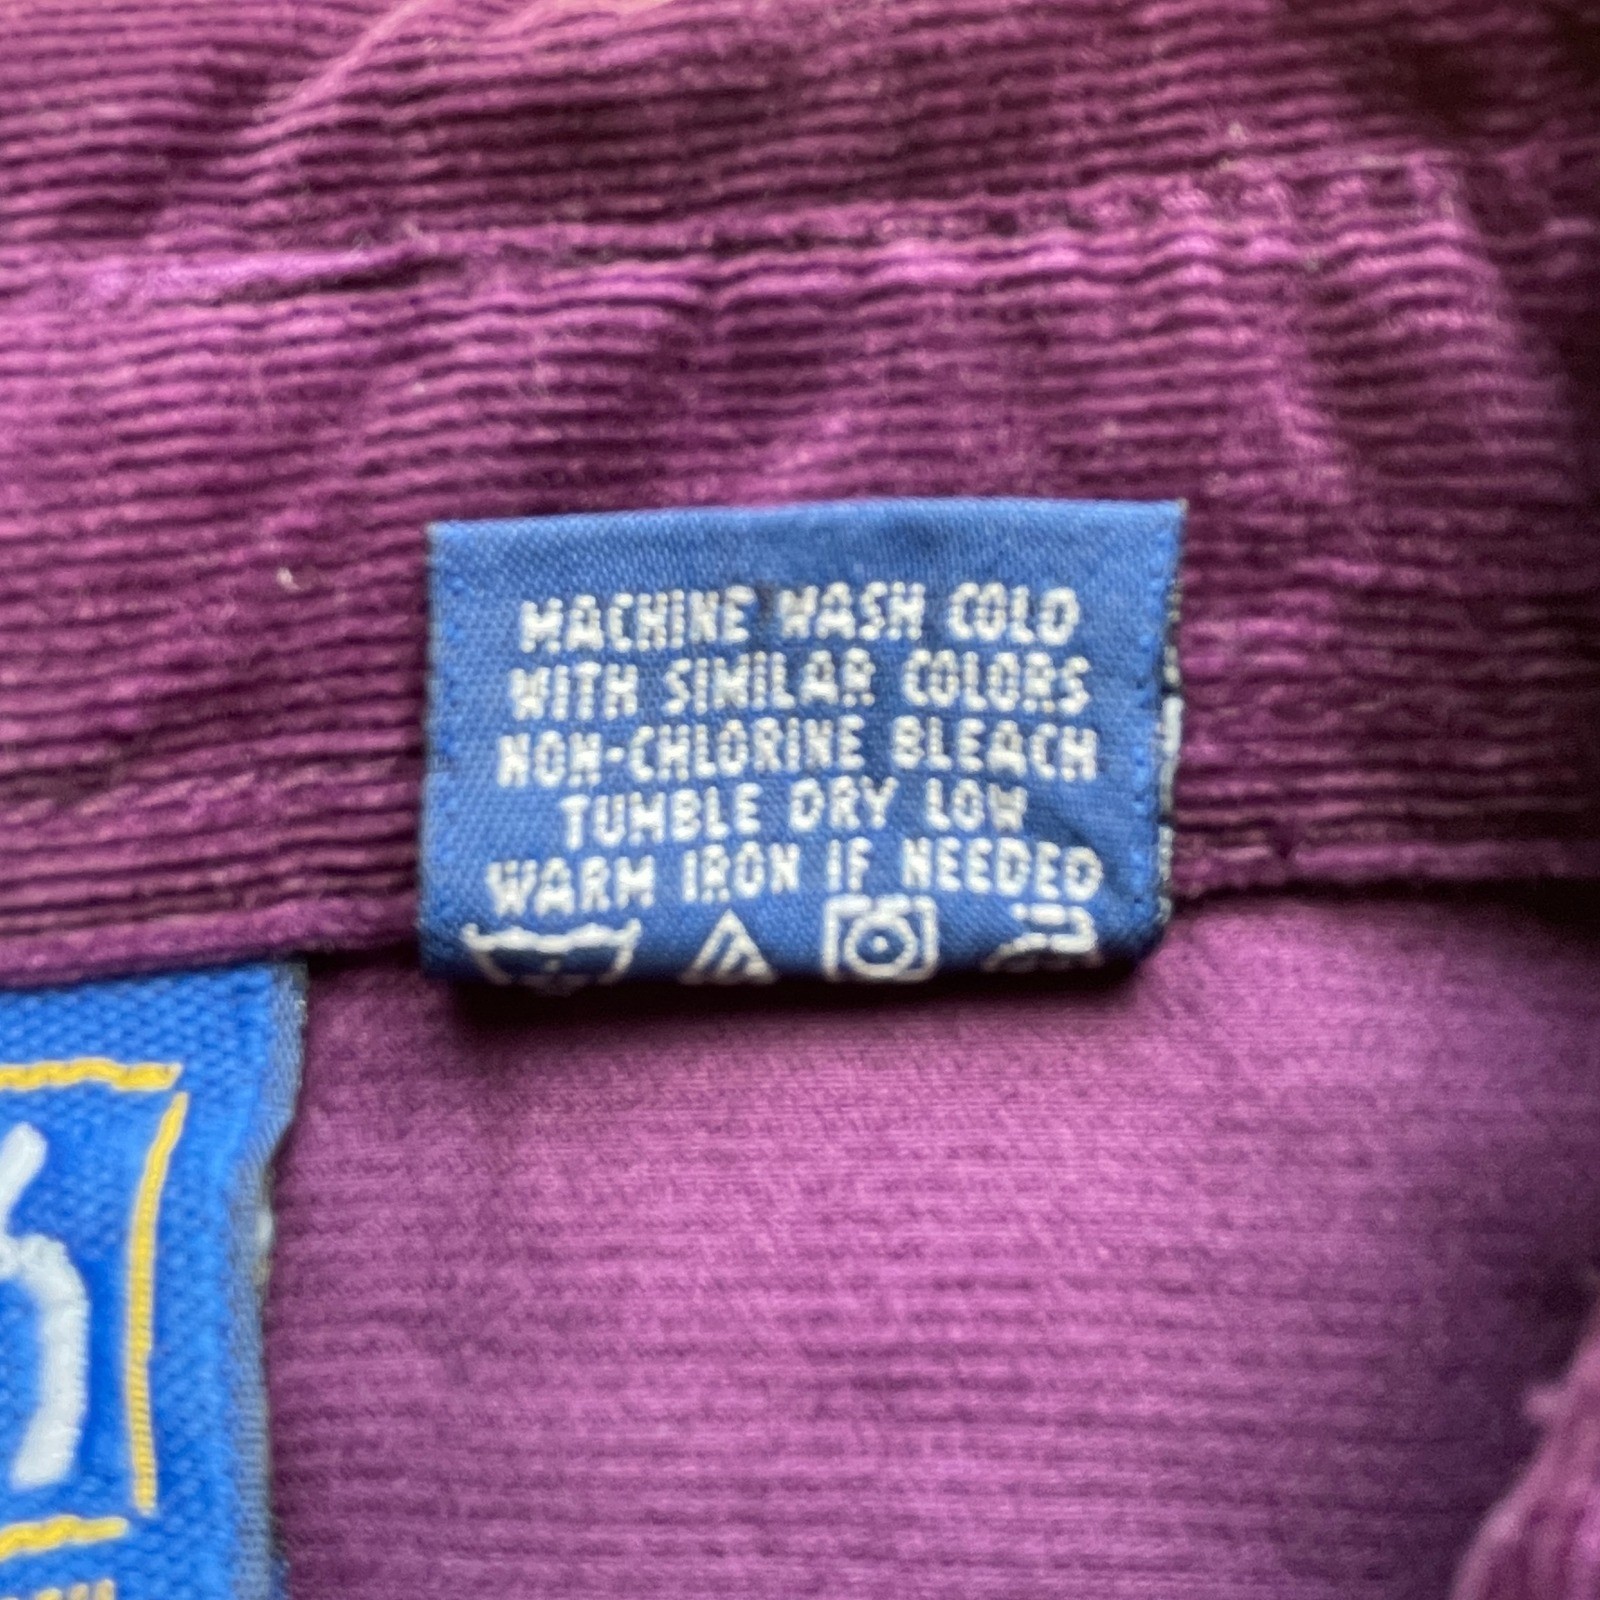 MACHINE WASH COLD
WITH SIMILAR COLORS
NON-CHLORINE BLEACH
TUMBLE DRY LOW
WARM IRON IF NEEDED